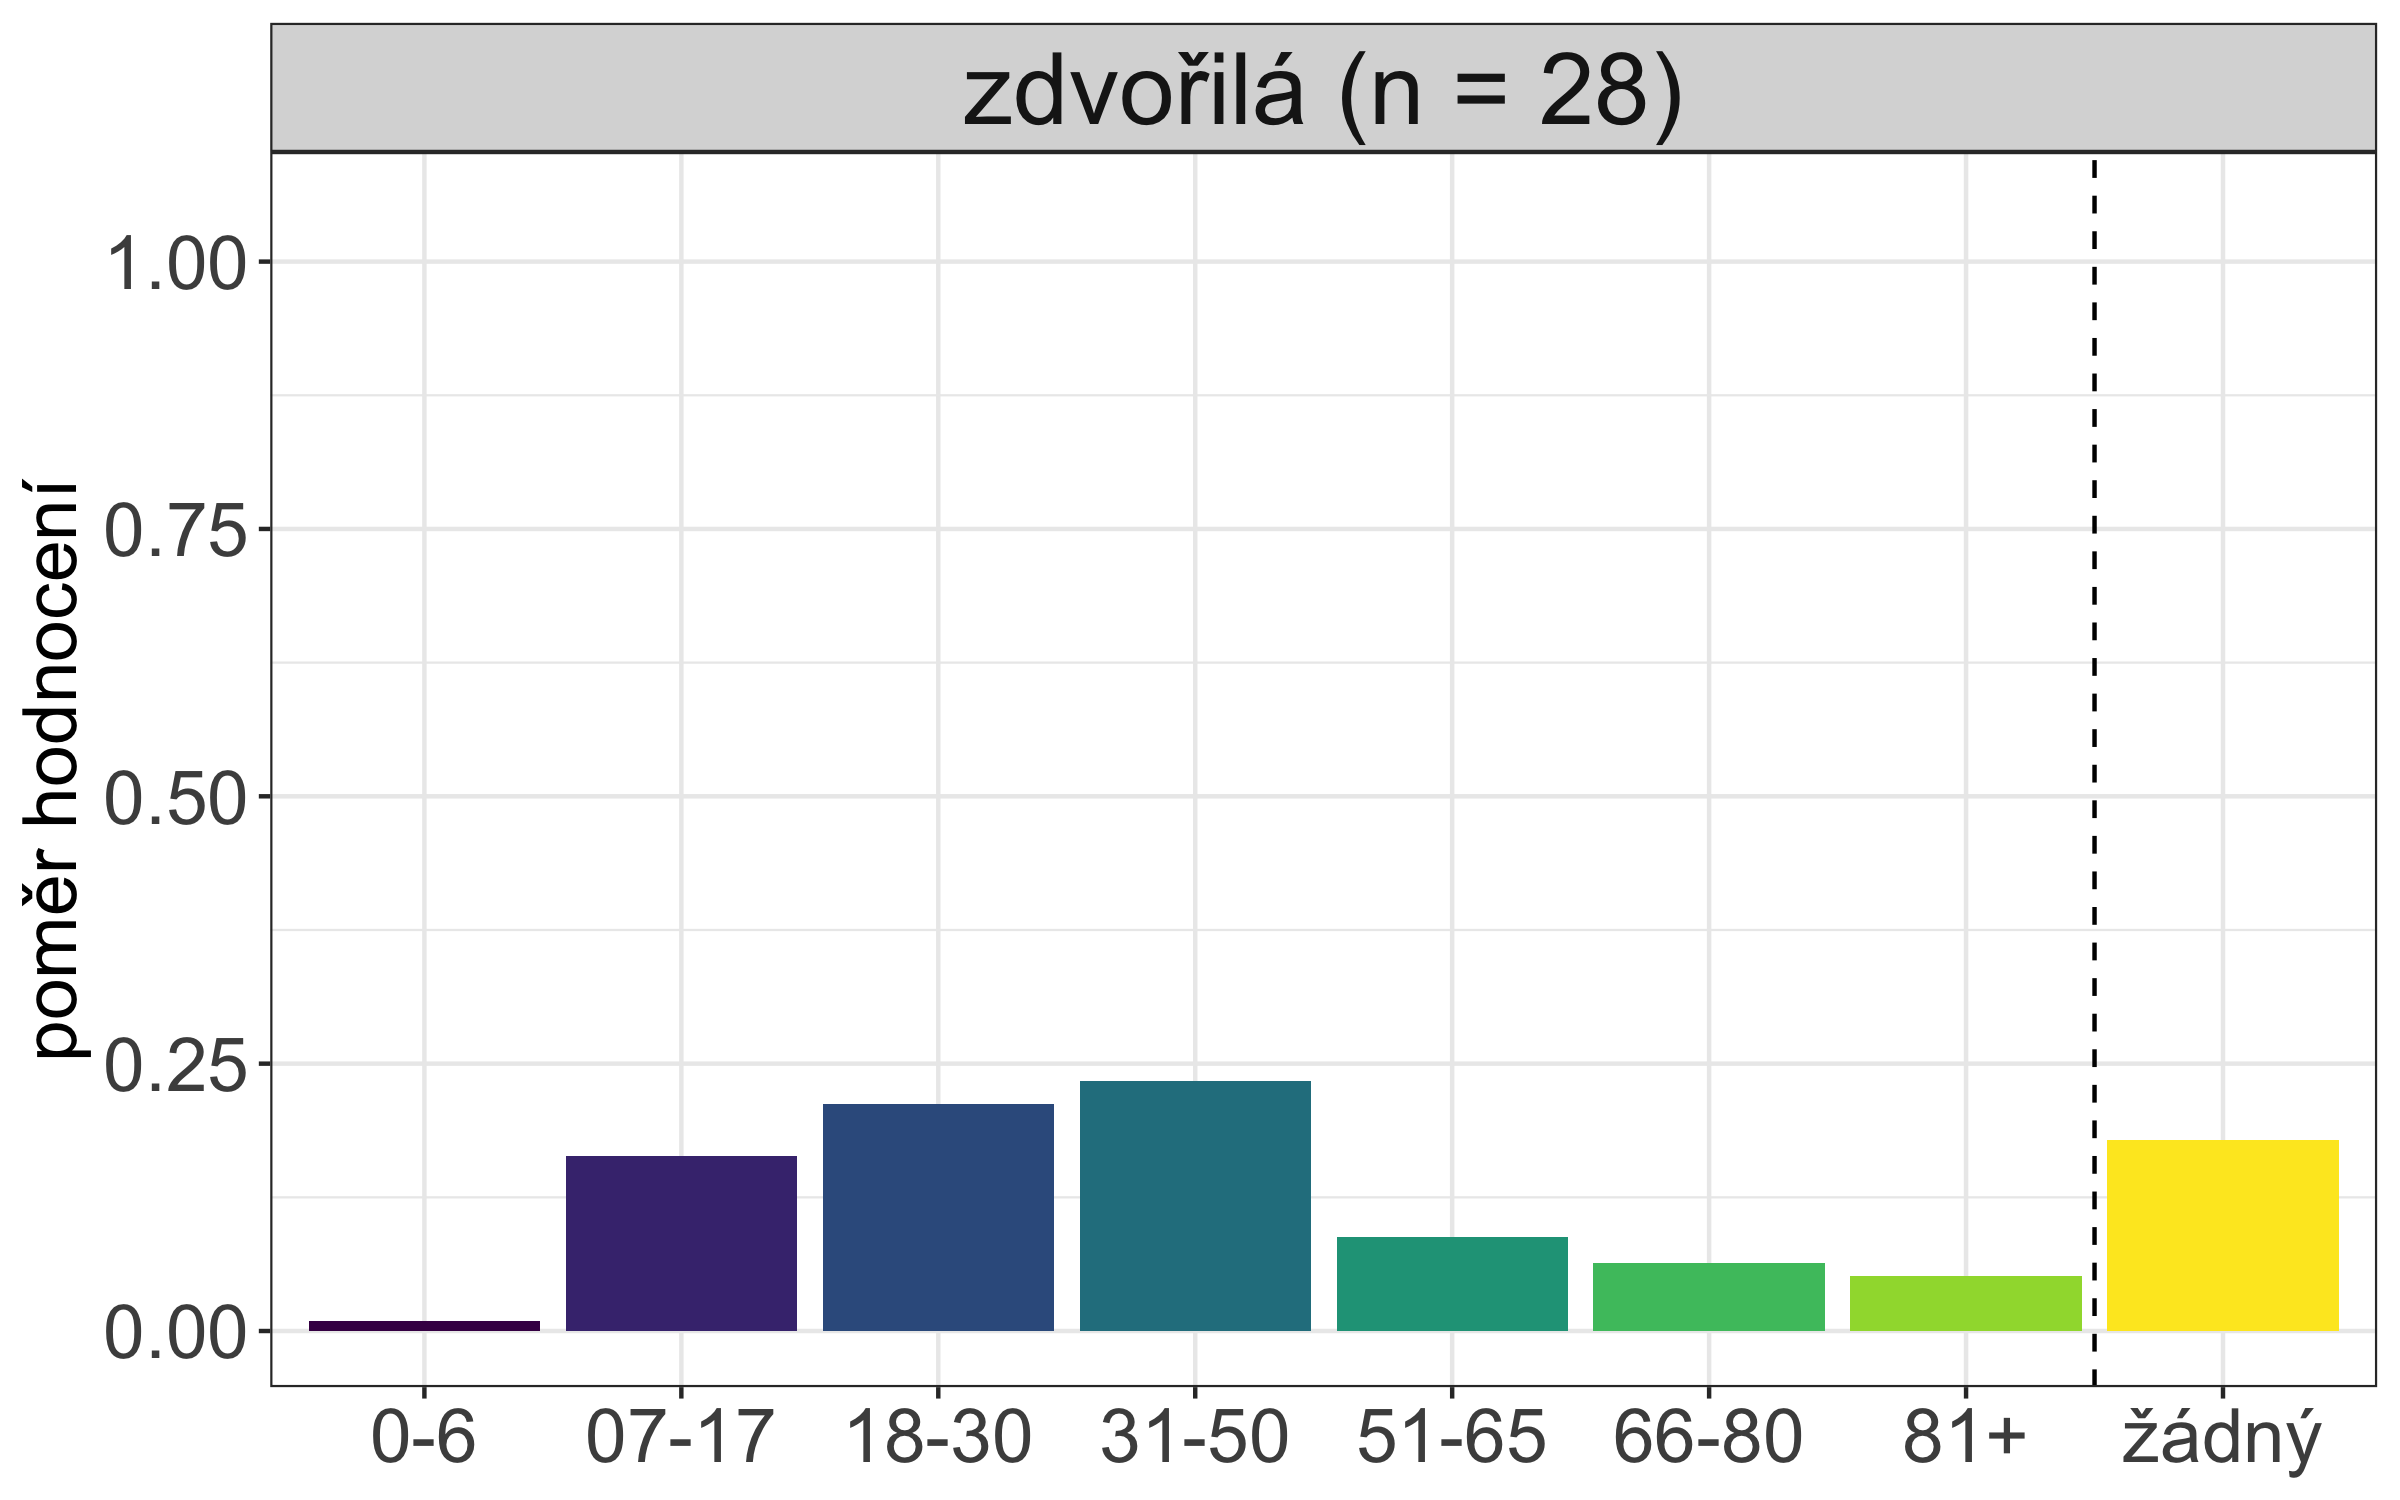 zdvořilá (n = 28)
poměr hodnocení
1.00
0.75
0.50
0.25
0.00
0-6 07-17 18-30 31-50 51-65 66-80 81+ žádný